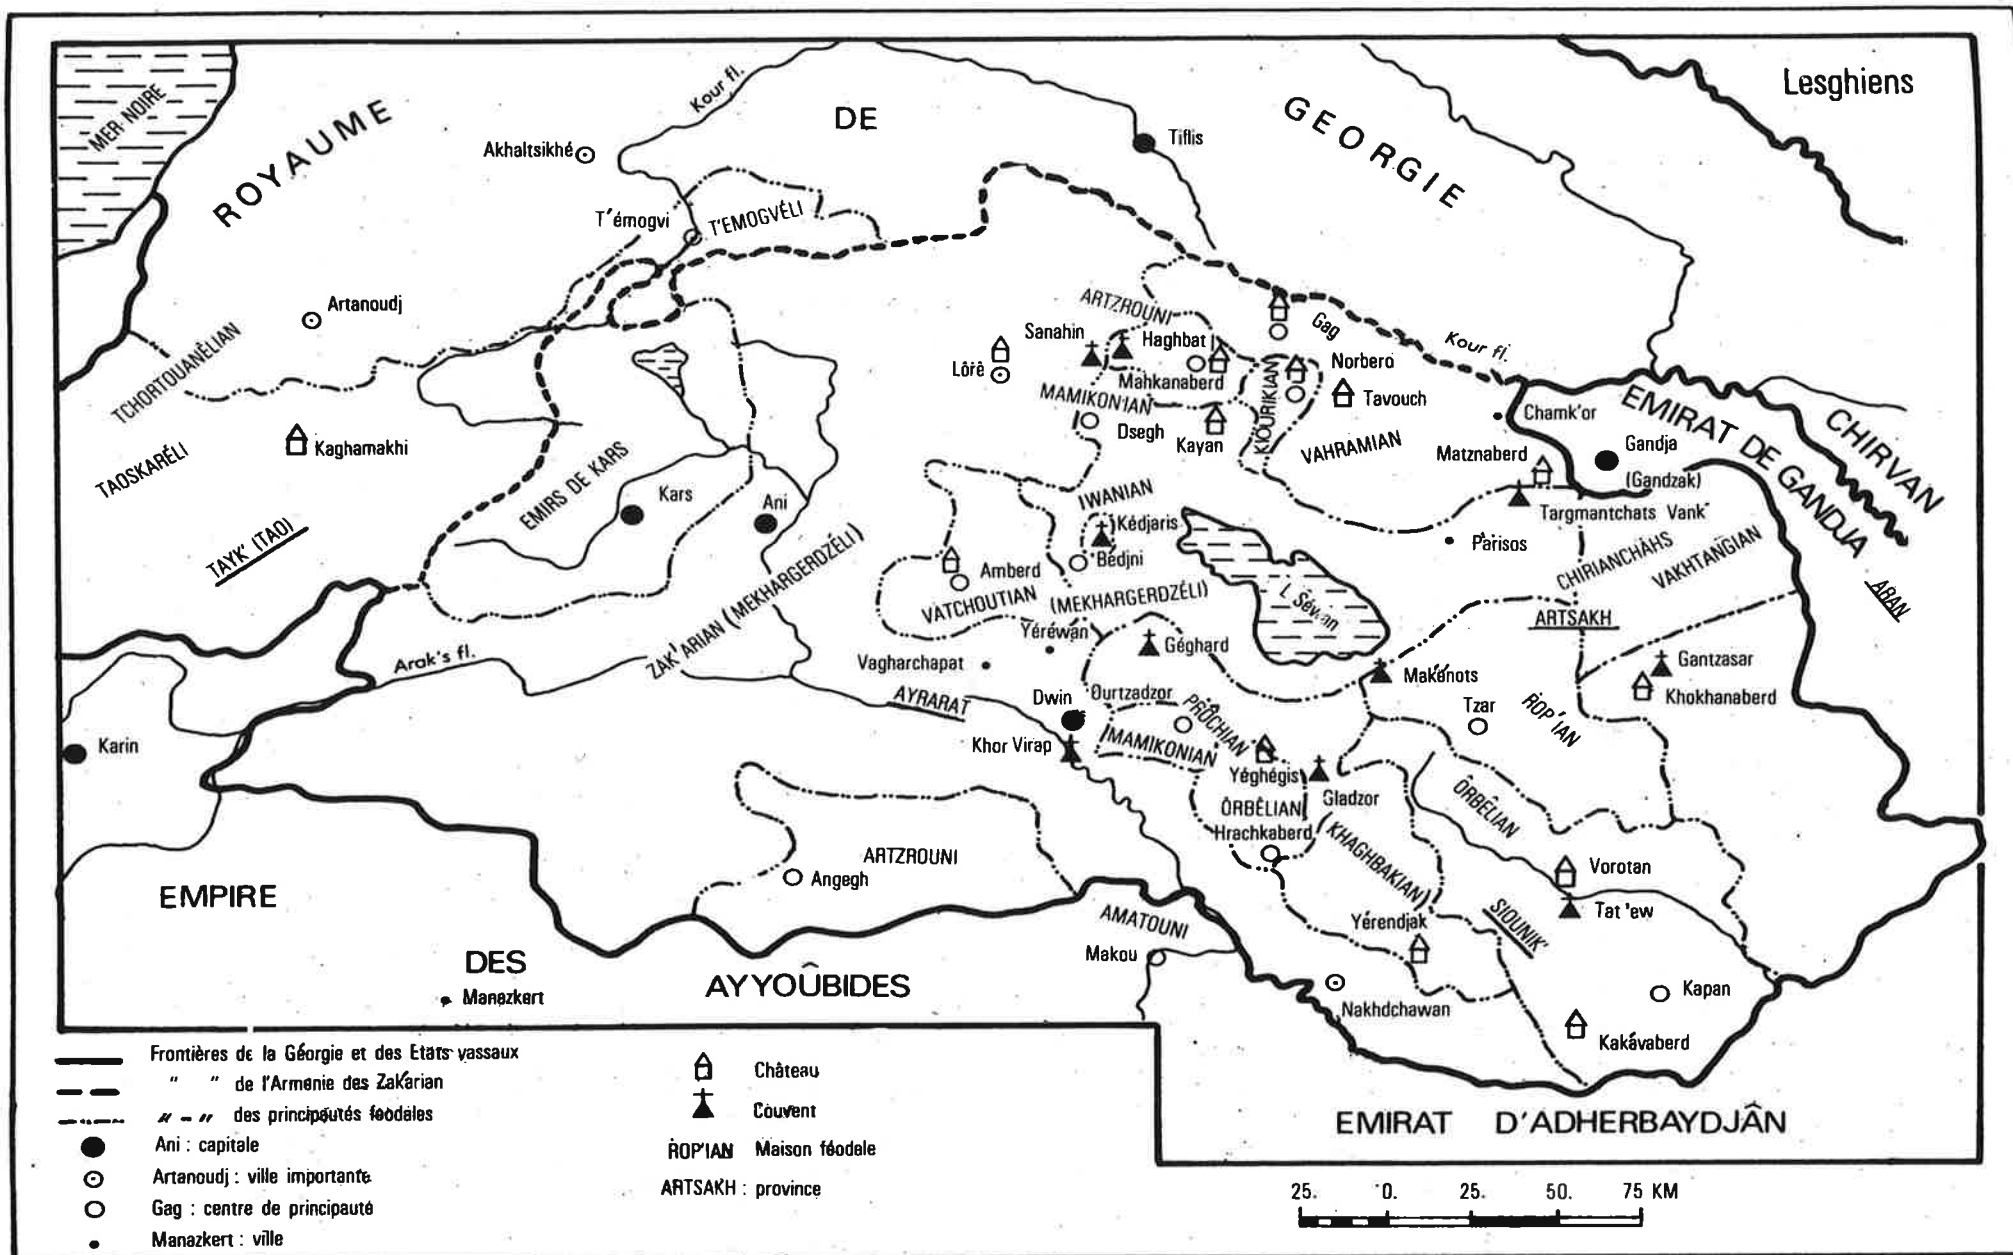 MER NOIRE
ROYAUME
DE
GEORGIE
Lesghiens
Kour fl.
Tiflis
Akhaltsikhé
T'émogvi
T'EMOGVÉLI
Artanoudj
TCHORTOUANÈLIAN
TAOSKARÉLI
Kaghamakhi
TAYK' (TAO)
EMIRS DE KARS
Kars
Ani
ARTZROUNI
Sanahin
Haghbat
Gag
Kour fl.
Lôrê
Mahkanaberd
Norberd
MAMIKONIAN
KIOURIKIAN
Tavouch
Dsegh
Kayan
VAHRAMIAN
Chamk'or
EMIRAT DE GANDJA
CHIRVAN
Matznaberd
Gandja
(Gandzak)
Targmantchats Vank'
IWANIAN
Kédjaris
Bedjni
Parisos
CHIRIANCHÂHS
VAKHTANGIAN
ARAN
Amberd
VATCHOUTIAN
(MEKHARGERDZÉLI)
L. Sévan
ARTSAKH
ZAK'ARIAN (MEKHARGERDZÉLI)
Yéréwan
Géghard
Arak's fl.
Vagharchapat
Makénots
Gantzasar
Khokhanaberd
AYRARAT
Dwin
Ourtzadzor
PRÔCHIAN
Tzar
ROP'IAN
Karin
Khor Virap
MAMIKONIAN
Yéghégis
Gladzor
ÔRBÊLIAN
ÔRBÊLIAN
Hrachkaberd
KHAGHBAKIAN
ARTZROUNI
Angegh
Vorotan
EMPIRE
Tat'ew
AMATOUNI
Yérendjak
SIOUNIK'
Makou
DES
Manazkert
AYYOÛBIDES
Nakhdchawan
Kapan
Kakavaberd
EMIRAT D'ADHERBAYDJÂN
Frontières de la Géorgie et des Etats vassaux
" " de l'Armenie des Zak'arian
" - " des principautés féodales
Ani : capitale
Artanoudj : ville importante
Gag : centre de principauté
Manazkert : ville
Château
Couvent
ROP'IAN Maison féodale
ARTSAKH : province
25. 0. 25. 50. 75 KM